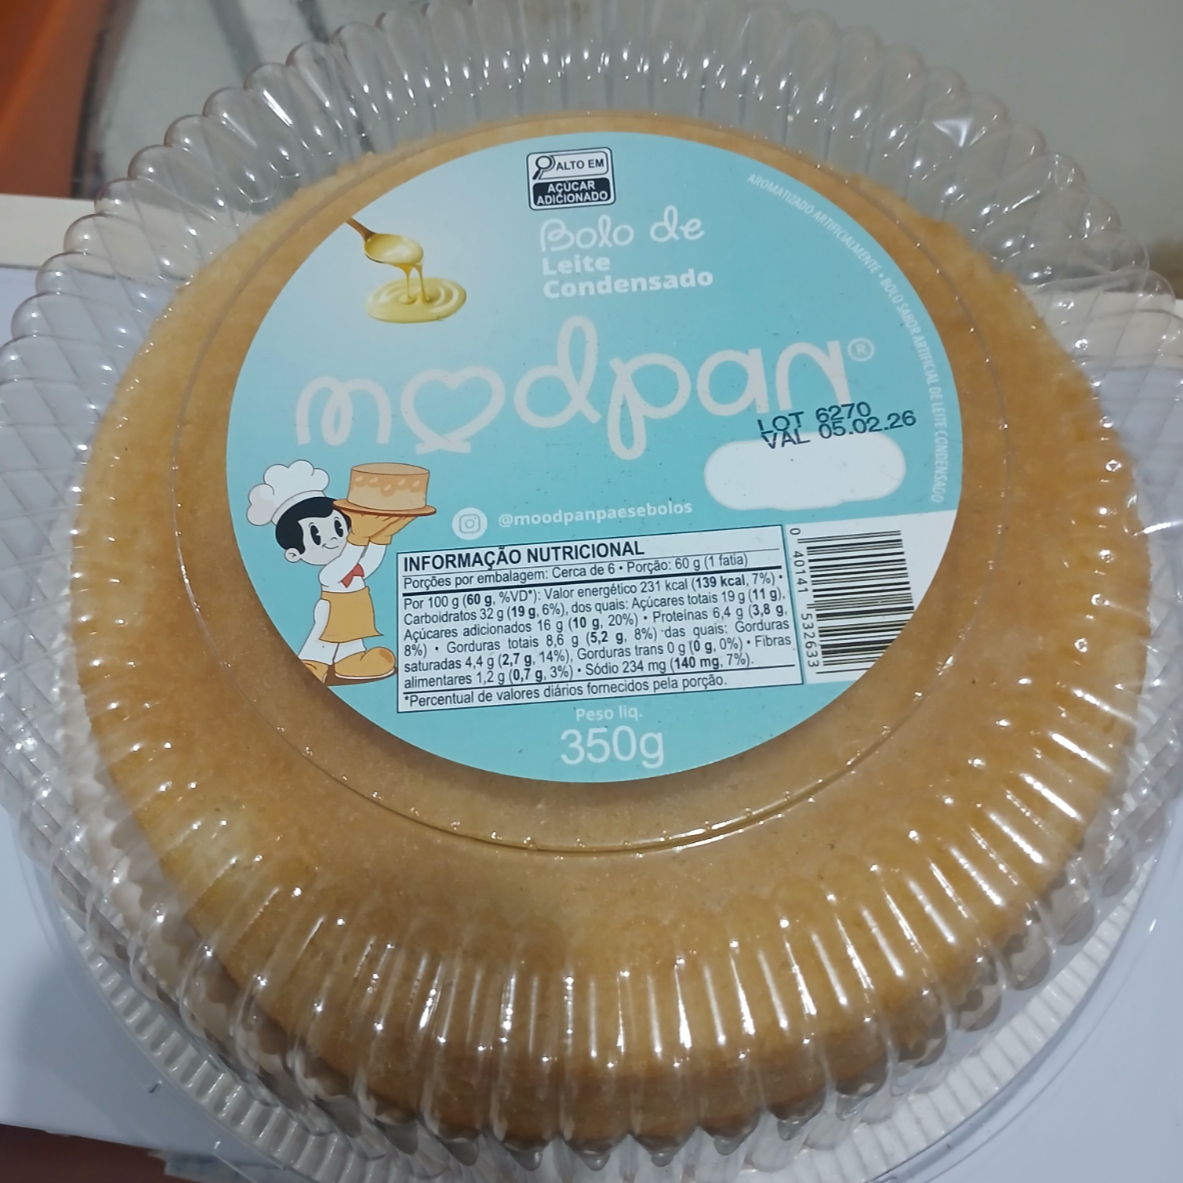 ALTO EM
AÇÚCAR
ADICIONADO
Bolo de
Leite
Condensado
AROMATIZADO ARTIFICIALMENTE • BOLO SABOR ARTIFICIAL DE LEITE CONDENSADO
modpan®
LOT 6270
VAL 05.02.26
@moodpanpaesebolos
INFORMAÇÃO NUTRICIONAL
Porções por embalagem: Cerca de 6 • Porção: 60 g (1 fatia)
Por 100 g (60 g, %VD*): Valor energético 231 kcal (139 kcal, 7%) •
Carboidratos 32 g (19 g, 6%), dos quais: Açúcares totais 19 g (11 g),
Açúcares adicionados 16 g (10 g, 20%) • Proteínas 6,4 g (3,8 g,
8%) • Gorduras totais 8,6 g (5,2 g, 8%) das quais: Gorduras
saturadas 4,4 g (2,7 g, 14%), Gorduras trans 0 g (0 g, 0%) • Fibras
alimentares 1,2 g (0,7 g, 3%) • Sódio 234 mg (140 mg, 7%).
*Percentual de valores diários fornecidos pela porção.
0 40141 532633
Peso liq.
350g